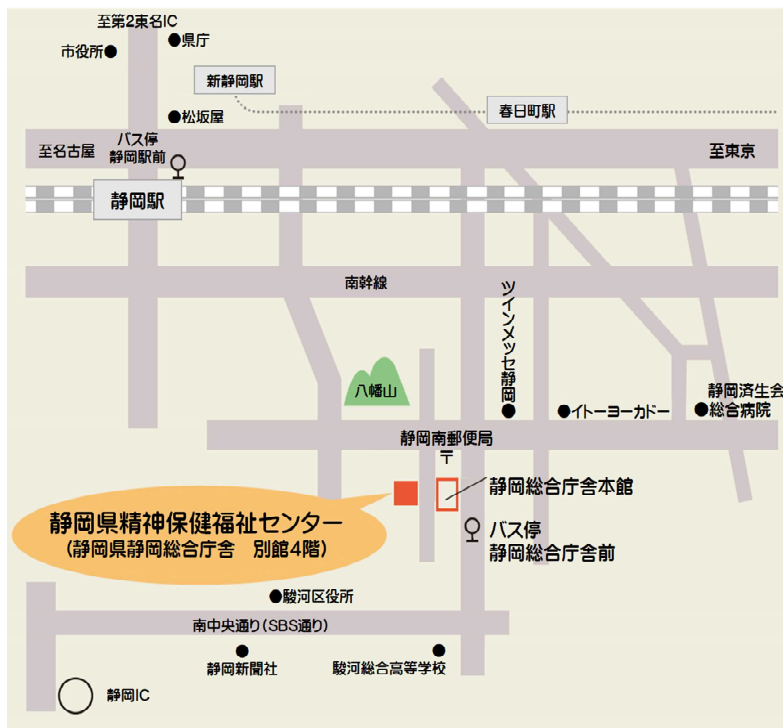 至第2東名IC
市役所
県庁
新静岡駅
春日町駅
松坂屋
至名古屋
バス停
静岡駅前
至東京
静岡駅
南幹線
ツインメッセ静岡
八幡山
イトーヨーカドー
静岡済生会
総合病院
静岡南郵便局
〒
静岡総合庁舎本館
静岡県精神保健福祉センター
(静岡県静岡総合庁舎 別館4階)
バス停
静岡総合庁舎前
駿河区役所
南中央通り(SBS通り)
静岡新聞社
駿河総合高等学校
静岡IC